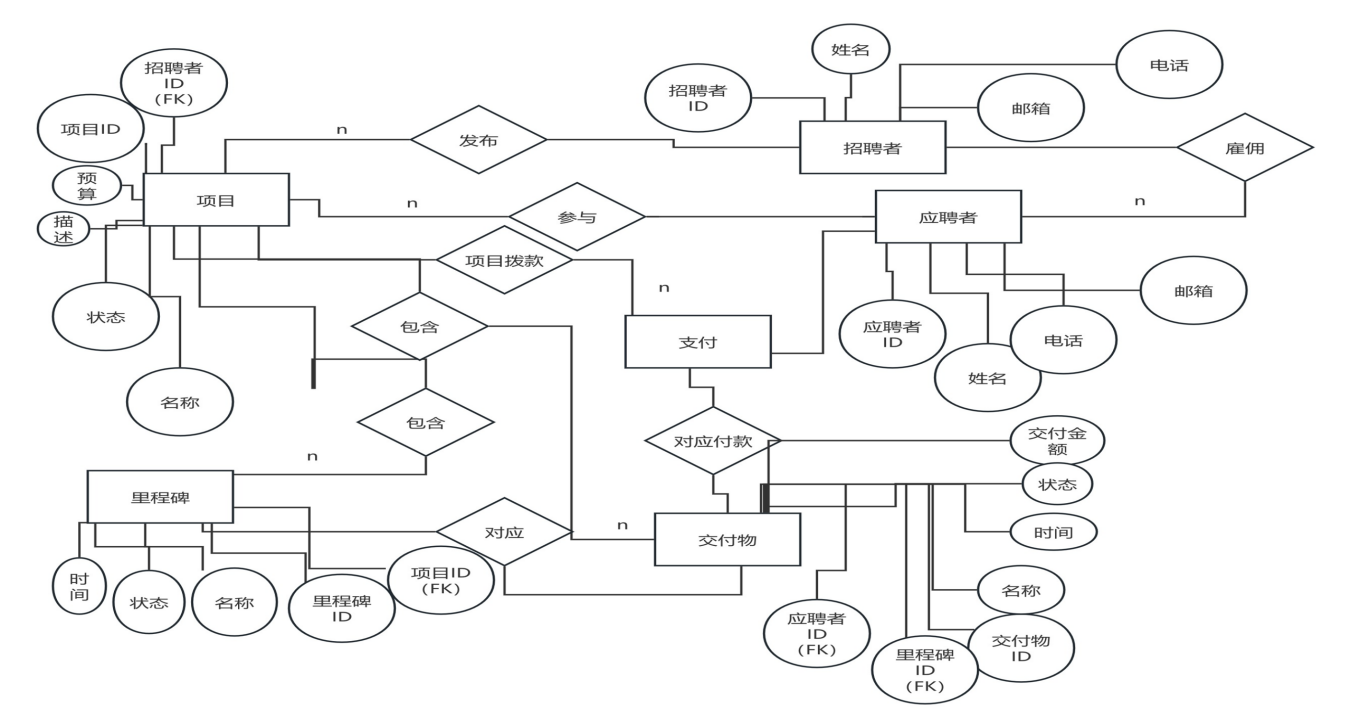 姓名
招聘者
ID
(FK)
电话
招聘者
ID
邮箱
项目ID
n
发布
招聘者
雇佣
预
算
项目
n
参与
应聘者
n
描
述
项目拨款
n
邮箱
状态
包含
支付
应聘者
ID
电话
姓名
名称
包含
对应付款
交付金
额
n
状态
里程碑
对应
n
交付物
时间
时
间
状态
名称
里程碑
ID
项目ID
(FK)
名称
应聘者
ID
(FK)
里程碑
ID
(FK)
交付物
ID